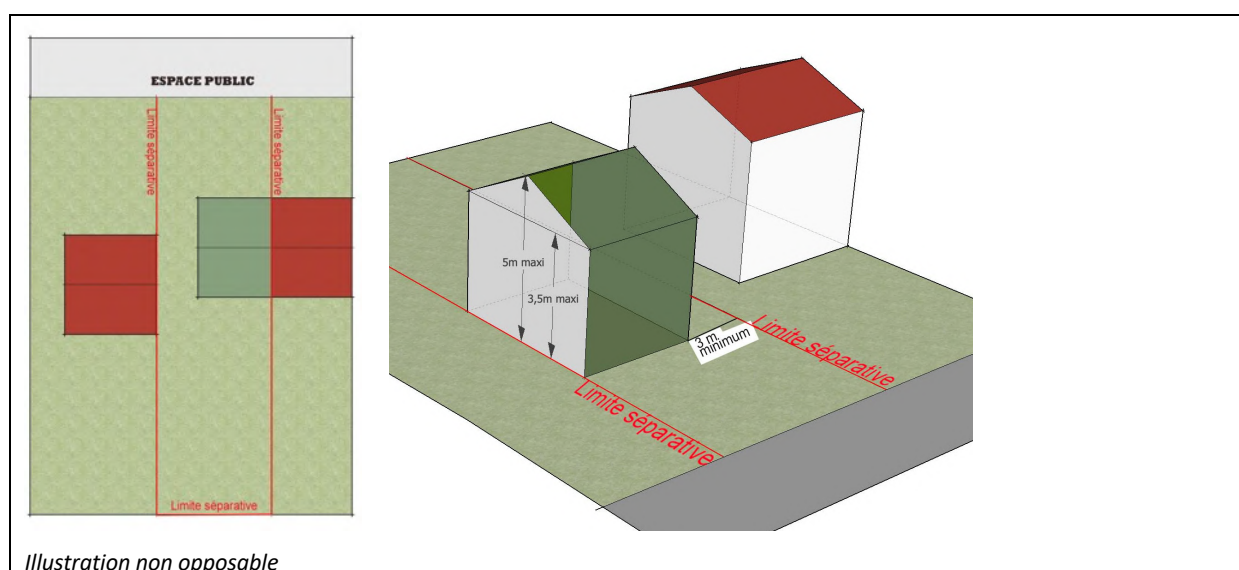 ESPACE PUBLIC
Limite séparative
Limite séparative
Limite séparative
5m maxi
3,5m maxi
3 m.
minimum
Limite séparative
Limite séparative
Illustration non opposable